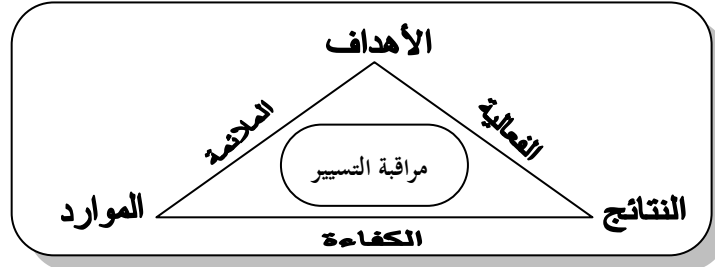 الأهداف
الملائمة
الفعالية
مراقبة التسيير
الموارد
النتائج
الكفاءة